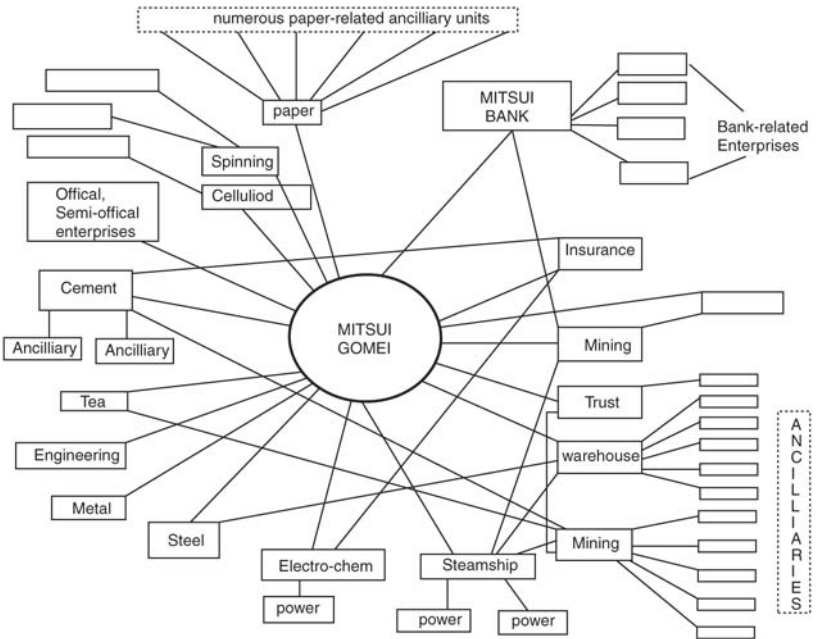 numerous paper-related ancilliary units
MITSUI
BANK
paper
Bank-related
Enterprises
Spinning
Celluliod
Offical,
Semi-offical
enterprises
Insurance
Cement
MITSUI
GOMEI
Mining
Ancilliary
Ancilliary
Tea
Trust
Engineering
warehouse
Metal
Steel
Mining
Electro-chem
Steamship
power
power
power
A
N
C
I
L
L
I
A
R
I
E
S